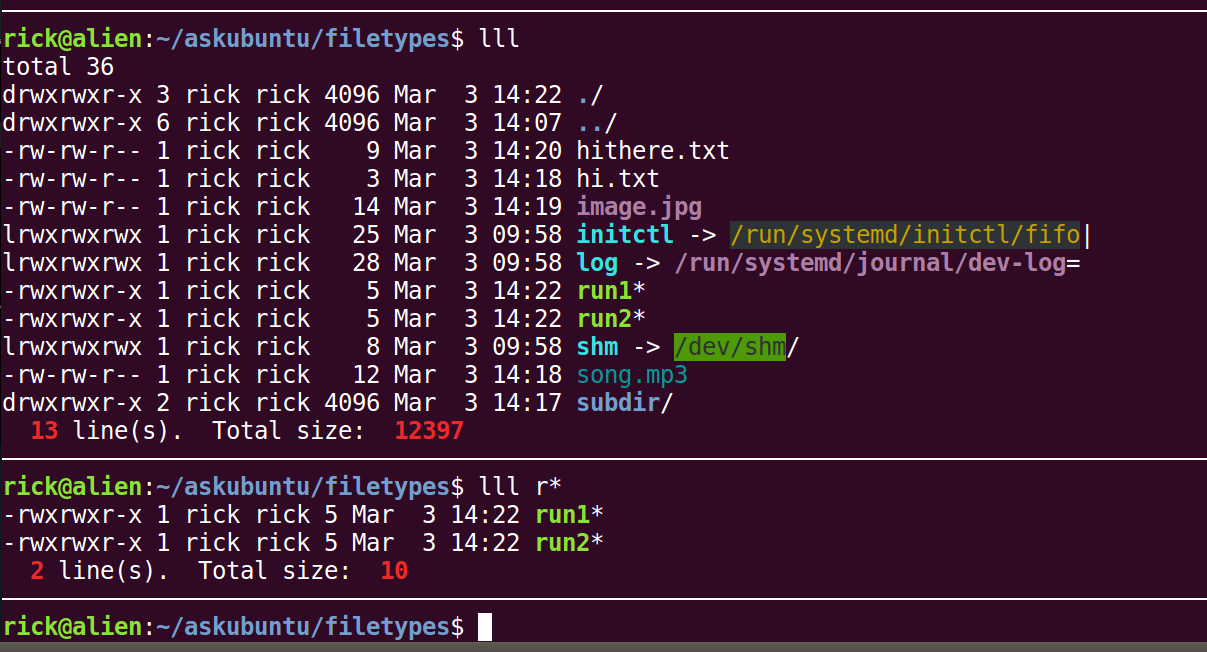 rick@alien:~/askubuntu/filetypes$ lll
total 36
drwxrwxr-x 3 rick rick 4096 Mar  3 14:22 ./
drwxrwxr-x 6 rick rick 4096 Mar  3 14:07 ../
-rw-rw-r-- 1 rick rick    9 Mar  3 14:20 hithere.txt
-rw-rw-r-- 1 rick rick    3 Mar  3 14:18 hi.txt
-rw-rw-r-- 1 rick rick   14 Mar  3 14:19 image.jpg
lrwxrwxrwx 1 rick rick   25 Mar  3 09:58 initctl -> /run/systemd/initctl/fifo|
lrwxrwxrwx 1 rick rick   28 Mar  3 09:58 log -> /run/systemd/journal/dev-log=
-rwxrwxr-x 1 rick rick    5 Mar  3 14:22 run1*
-rwxrwxr-x 1 rick rick    5 Mar  3 14:22 run2*
lrwxrwxrwx 1 rick rick    8 Mar  3 09:58 shm -> /dev/shm/
-rw-rw-r-- 1 rick rick   12 Mar  3 14:18 song.mp3
drwxrwxr-x 2 rick rick 4096 Mar  3 14:17 subdir/
  13 line(s).  Total size:  12397
rick@alien:~/askubuntu/filetypes$ lll r*
-rwxrwxr-x 1 rick rick 5 Mar  3 14:22 run1*
-rwxrwxr-x 1 rick rick 5 Mar  3 14:22 run2*
  2 line(s).  Total size:  10
rick@alien:~/askubuntu/filetypes$